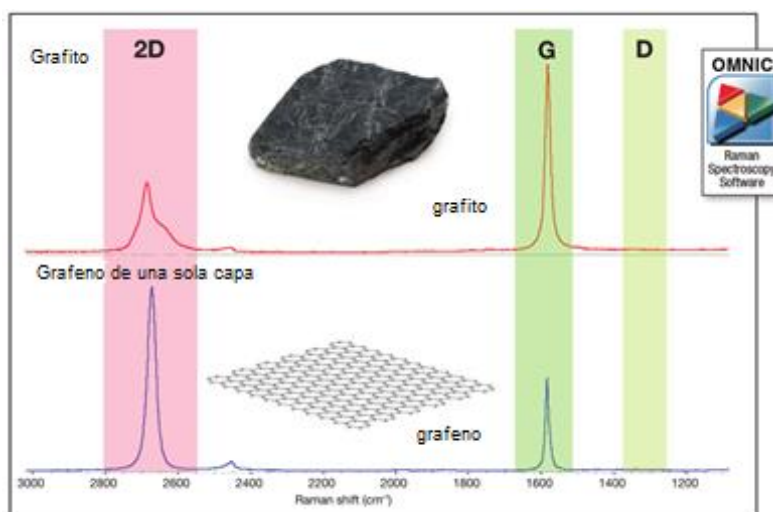 2D
G
D
Grafito
OMNIC
Raman
Spectroscopy
Software
grafito
Grafeno de una sola capa
grafeno
3000 2800 2600 2400 2200 2000 1800 1600 1400 1200
Raman shift (cm⁻¹)